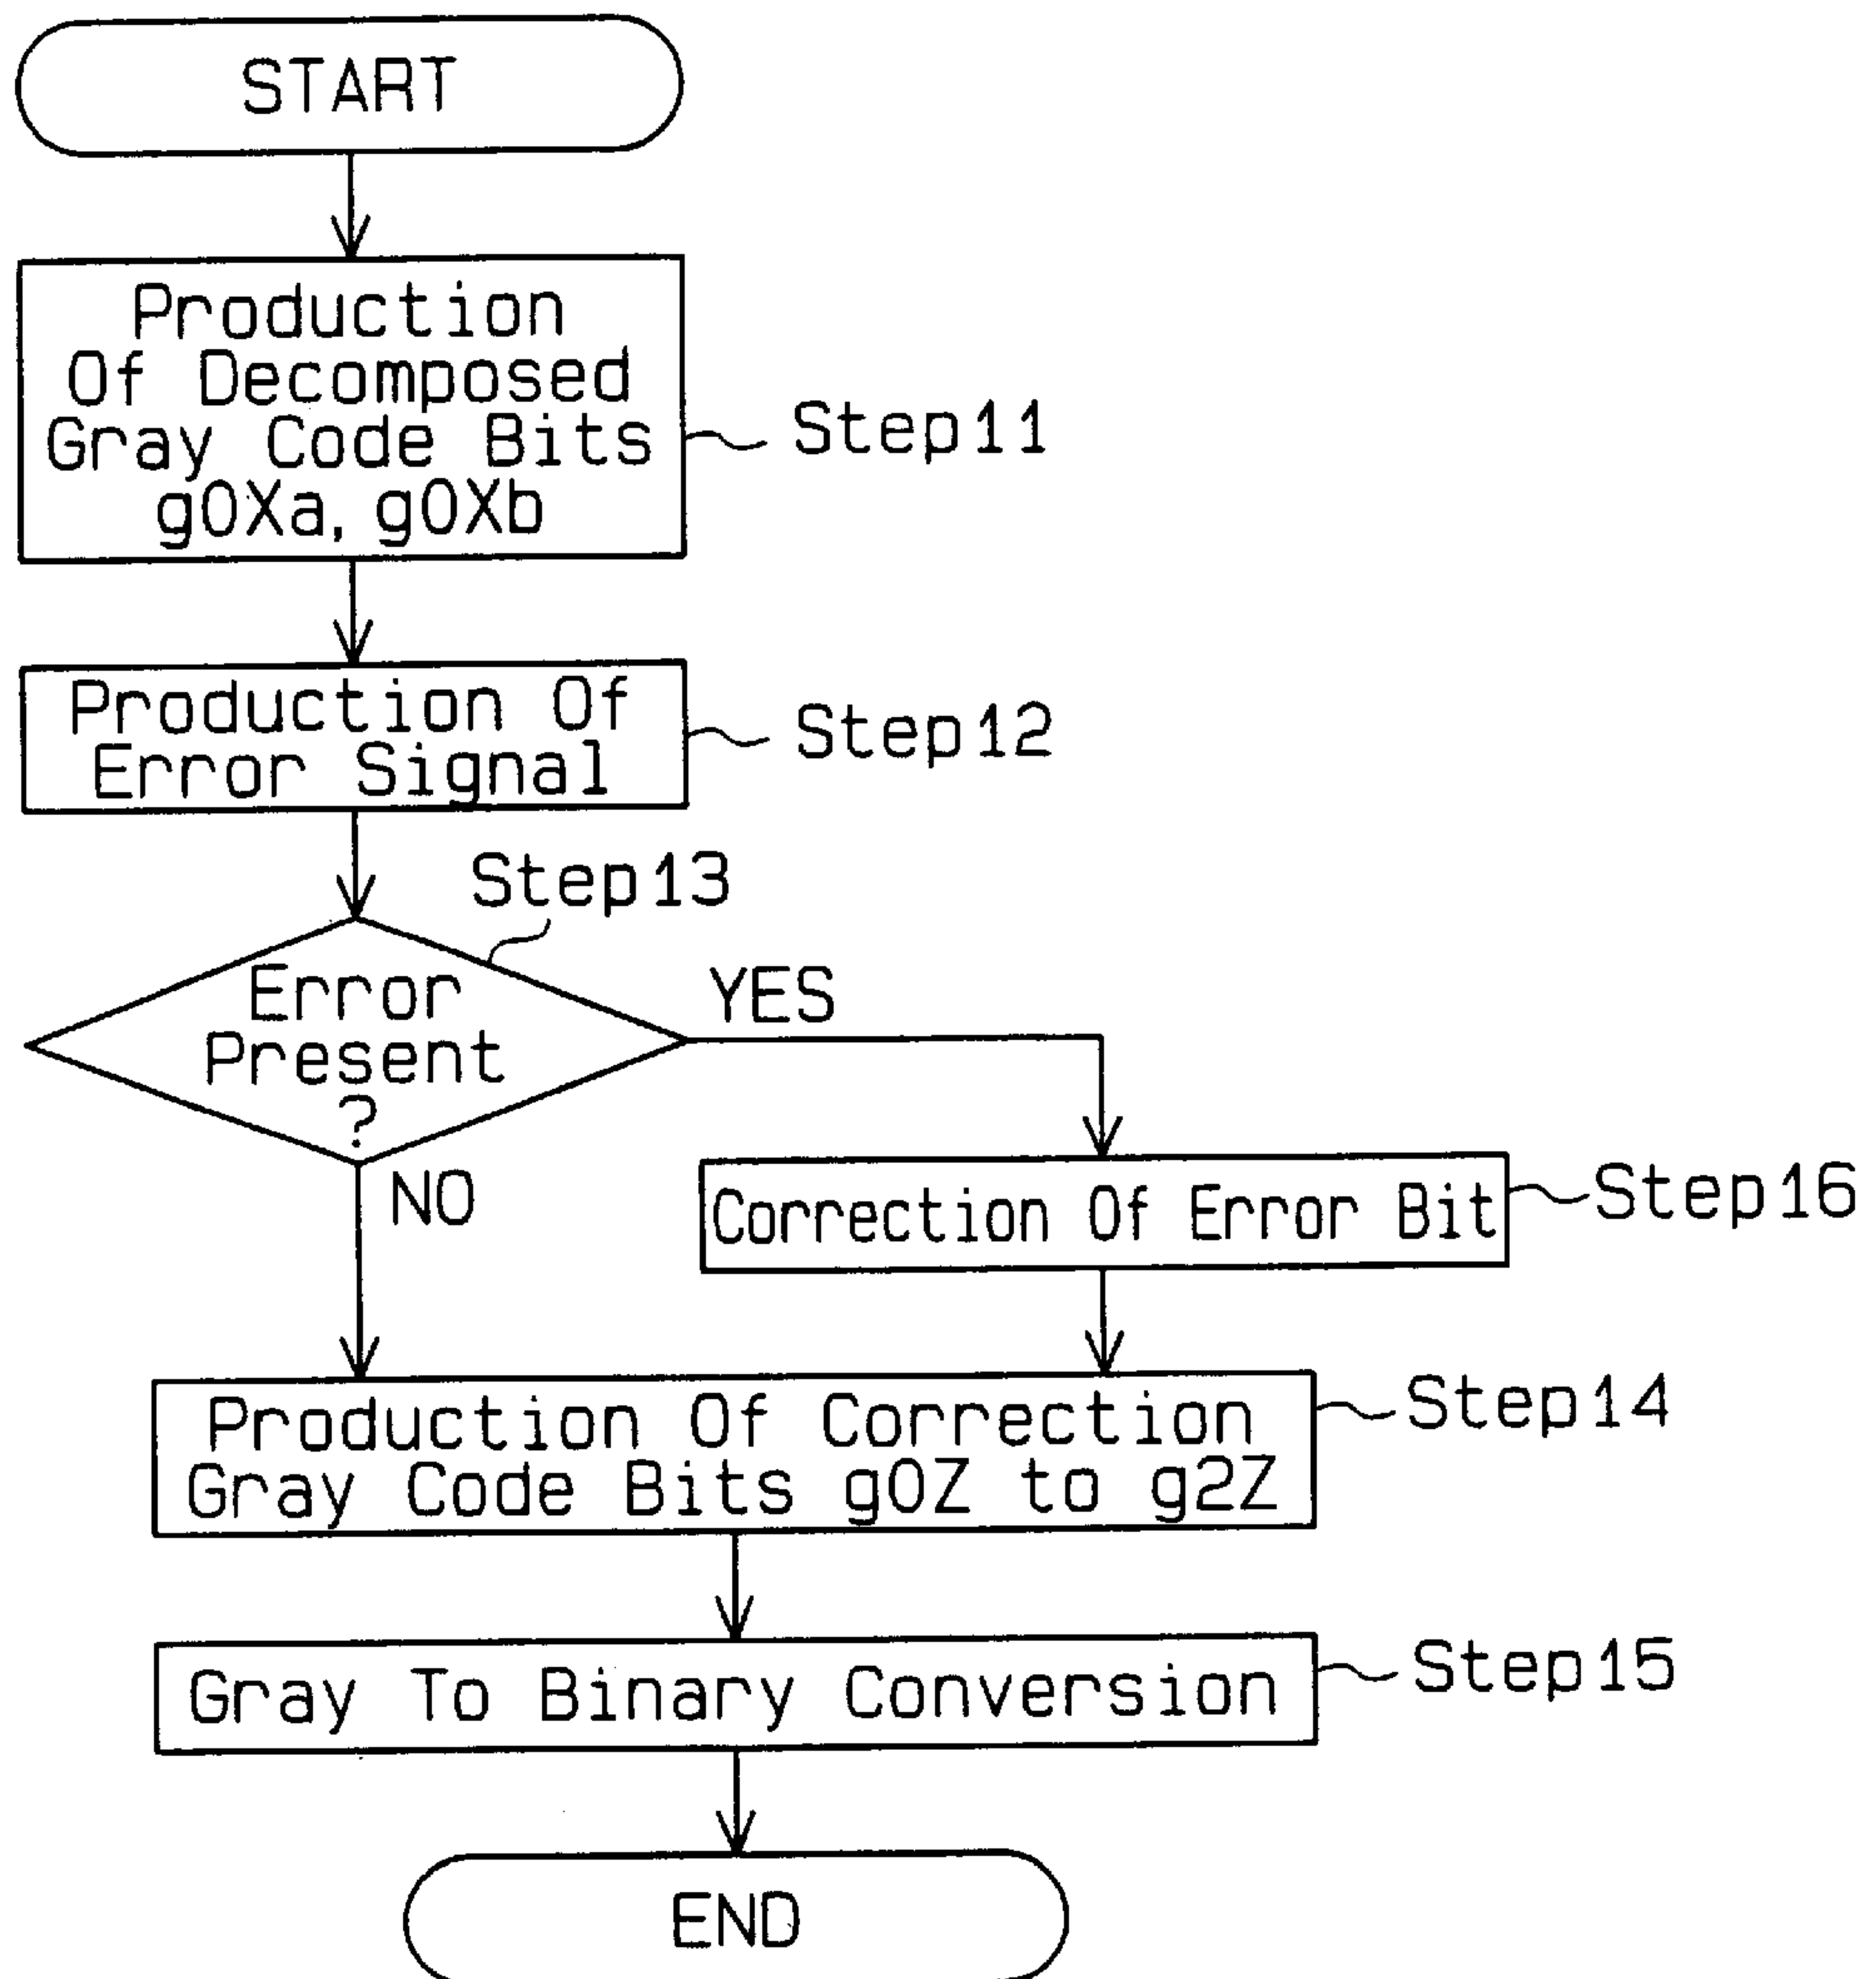 START
Production
Of Decomposed
Gray Code Bits
g0Xa, g0Xb
Step11
Production Of
Error Signal
Step12
Step13
Error
Present
?
YES
NO
Correction Of Error Bit
Step16
Production Of Correction
Gray Code Bits g0Z to g2Z
Step14
Gray To Binary Conversion
Step15
END